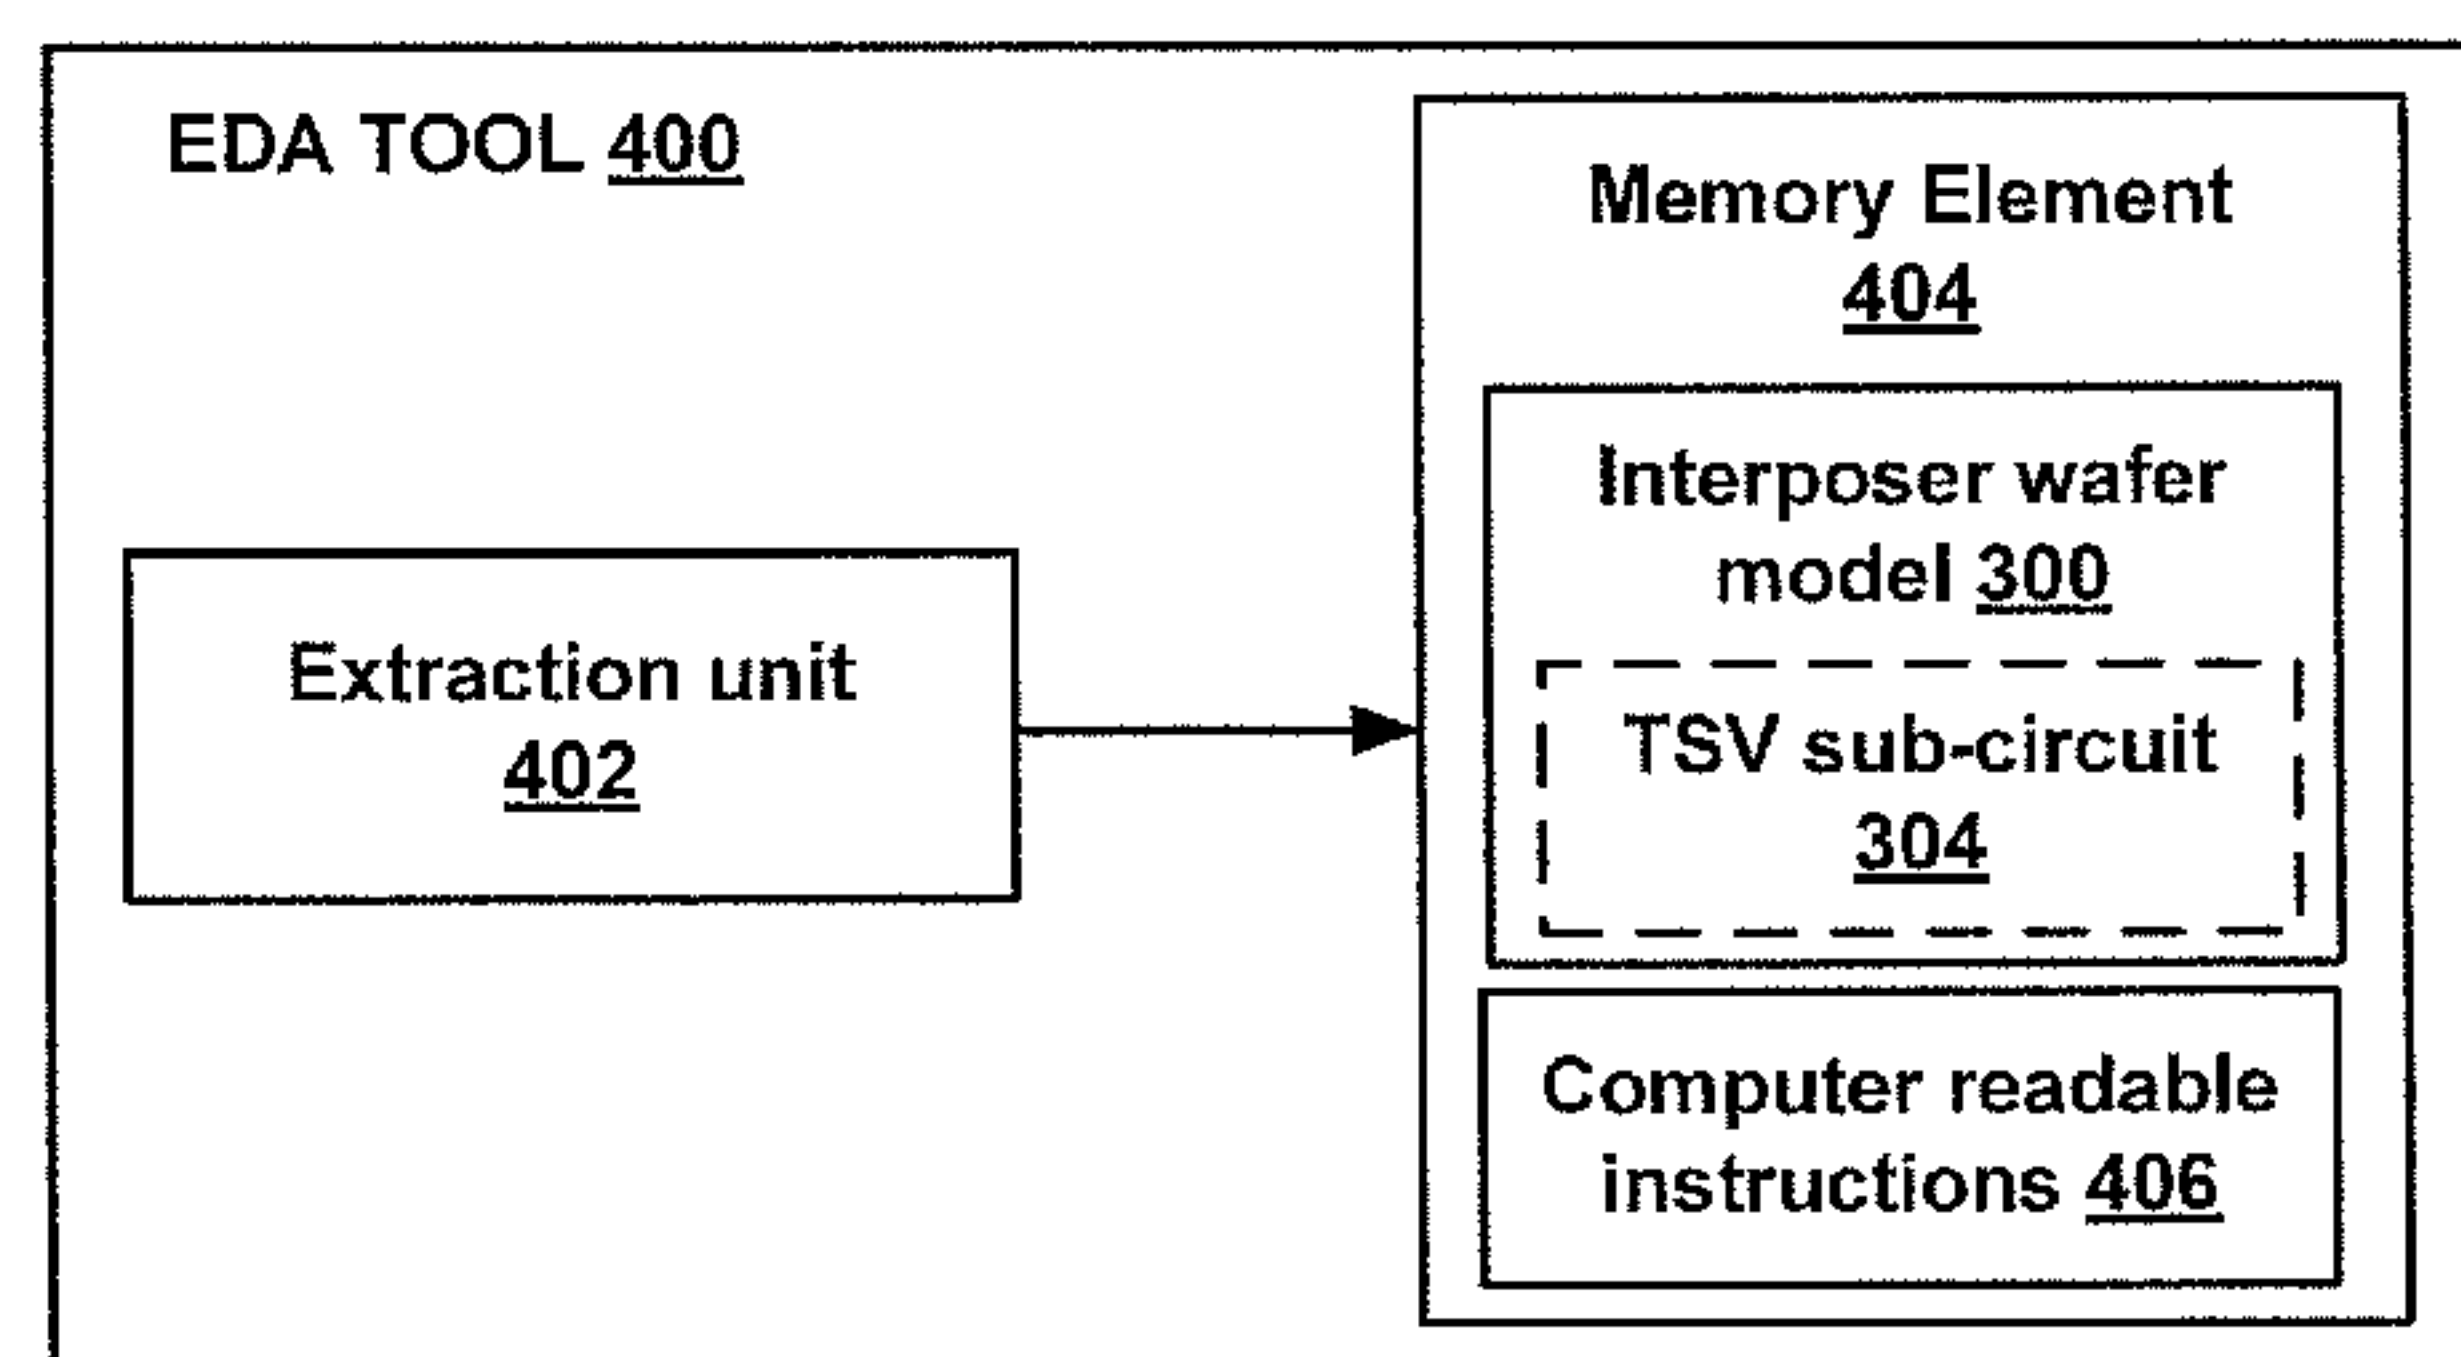 EDA TOOL 400
Memory Element
404
Interposer wafer
model 300
Extraction unit
402
TSV sub-circuit
304
Computer readable
instructions 406